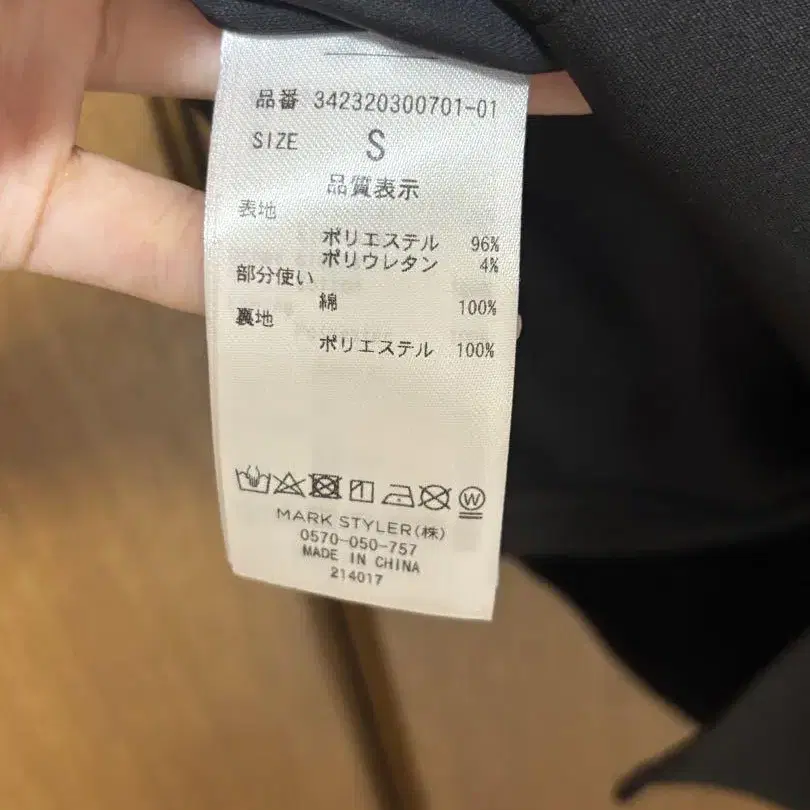 品番 342320300701-01
SIZE S
品質表示
表地
ポリエステル 96%
ポリウレタン 4%
部分使い
綿 100%
裏地
ポリエステル 100%
W
MARK STYLER(株)
0570-050-757
MADE IN CHINA
214017